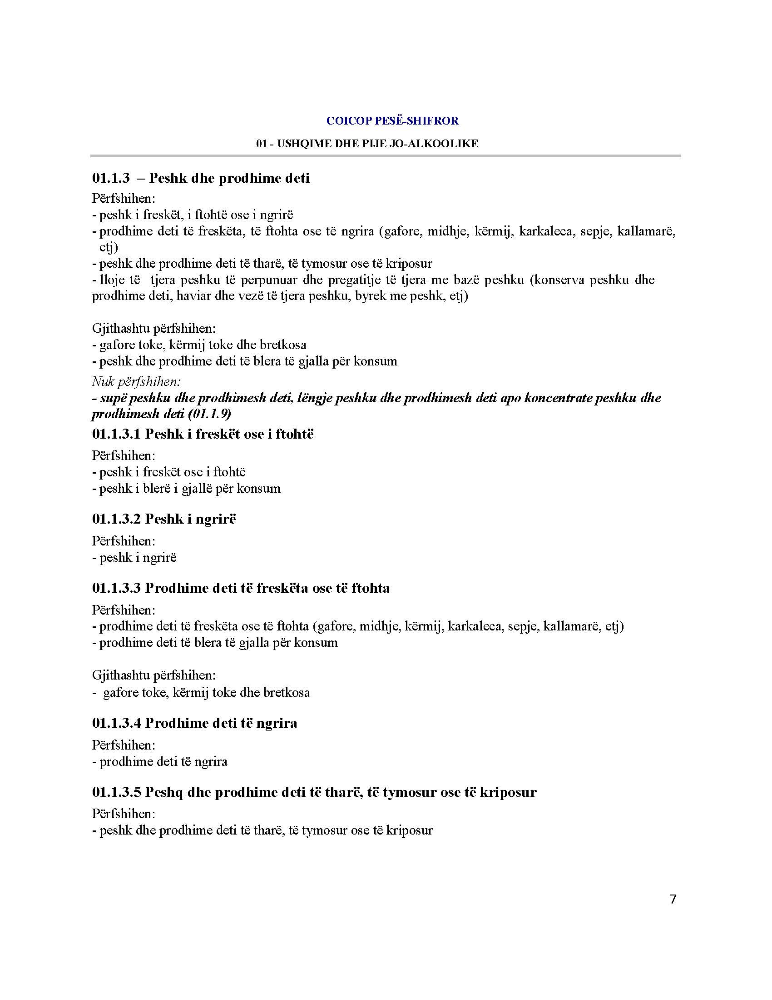 COICOP PESË-SHIFROR
01 - USHQIME DHE PIJE JO-ALKOOLIKE
01.1.3 – Peshk dhe prodhime deti
Përfshihen:
- peshk i freskët, i ftohtë ose i ngrirë
- prodhime deti të freskëta, të ftohta ose të ngrira (gafore, midhje, kërmij, karkaleca, sepje, kallamarë,
etj)
- peshk dhe prodhime deti të tharë, të tymosur ose të kriposur
- lloje të tjera peshku të perpunuar dhe pregatitje të tjera me bazë peshku (konserva peshku dhe
prodhime deti, haviar dhe vezë të tjera peshku, byrek me peshk, etj)
Gjithashtu përfshihen:
- gafore toke, kërmij toke dhe bretkosa
- peshk dhe prodhime deti të blera të gjalla për konsum
Nuk përfshihen:
- supë peshku dhe prodhimesh deti, lëngje peshku dhe prodhimesh deti apo koncentrate peshku dhe
prodhimesh deti (01.1.9)
01.1.3.1 Peshk i freskët ose i ftohtë
Përfshihen:
- peshk i freskët ose i ftohtë
- peshk i blerë i gjallë për konsum
01.1.3.2 Peshk i ngrirë
Përfshihen:
- peshk i ngrirë
01.1.3.3 Prodhime deti të freskëta ose të ftohta
Përfshihen:
- prodhime deti të freskëta ose të ftohta (gafore, midhje, kërmij, karkaleca, sepje, kallamarë, etj)
- prodhime deti të blera të gjalla për konsum
Gjithashtu përfshihen:
- gafore toke, kërmij toke dhe bretkosa
01.1.3.4 Prodhime deti të ngrira
Përfshihen:
- prodhime deti të ngrira
01.1.3.5 Peshq dhe prodhime deti të tharë, të tymosur ose të kriposur
Përfshihen:
- peshk dhe prodhime deti të tharë, të tymosur ose të kriposur
7